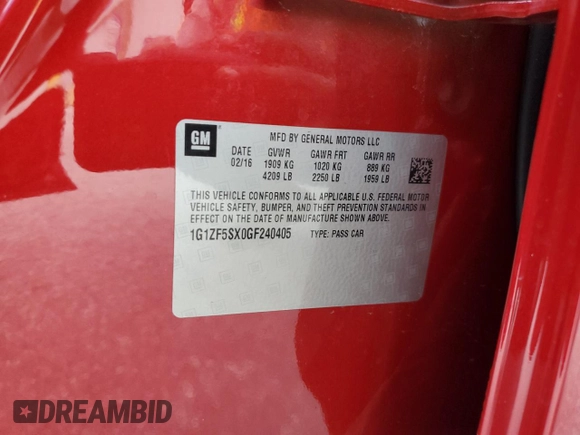 GM
MFD BY GENERAL MOTORS LLC
DATE GVWR GAWR FRT GAWR RR
02/16 1909 KG 1020 KG 889 KG
4209 LB 2250 LB 1959 LB
THIS VEHICLE CONFORMS TO ALL APPLICABLE U.S. FEDERAL MOTOR
VEHICLE SAFETY, BUMPER, AND THEFT PREVENTION STANDARDS
IN EFFECT ON THE DATE OF MANUFACTURE SHOWN ABOVE.
1G1ZF5SX0GF240405 TYPE: PASS CAR
DREAMBID